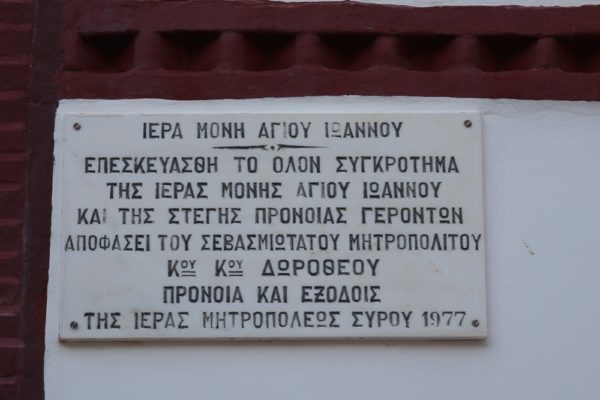 ΙΕΡΑ ΜΟΝΗ ΑΓΙΟΥ ΙΩΑΝΝΟΥ
ΕΠΕΣΚΕΥΑΣΘΗ ΤΟ ΟΛΟΝ ΣΥΓΚΡΟΤΗΜΑ
ΤΗΣ ΙΕΡΑΣ ΜΟΝΗΣ ΑΓΙΟΥ ΙΩΑΝΝΟΥ
ΚΑΙ ΤΗΣ ΣΤΕΓΗΣ ΠΡΟΝΟΙΑΣ ΓΕΡΟΝΤΩΝ
ΑΠΟΦΑΣΕΙ ΤΟΥ ΣΕΒΑΣΜΙΩΤΑΤΟΥ ΜΗΤΡΟΠΟΛΙΤΟΥ
Κου Κου ΔΩΡΟΘΕΟΥ
ΠΡΟΝΟΙΑ ΚΑΙ ΕΞΟΔΟΙΣ
ΤΗΣ ΙΕΡΑΣ ΜΗΤΡΟΠΟΛΕΩΣ ΣΥΡΟΥ 1977